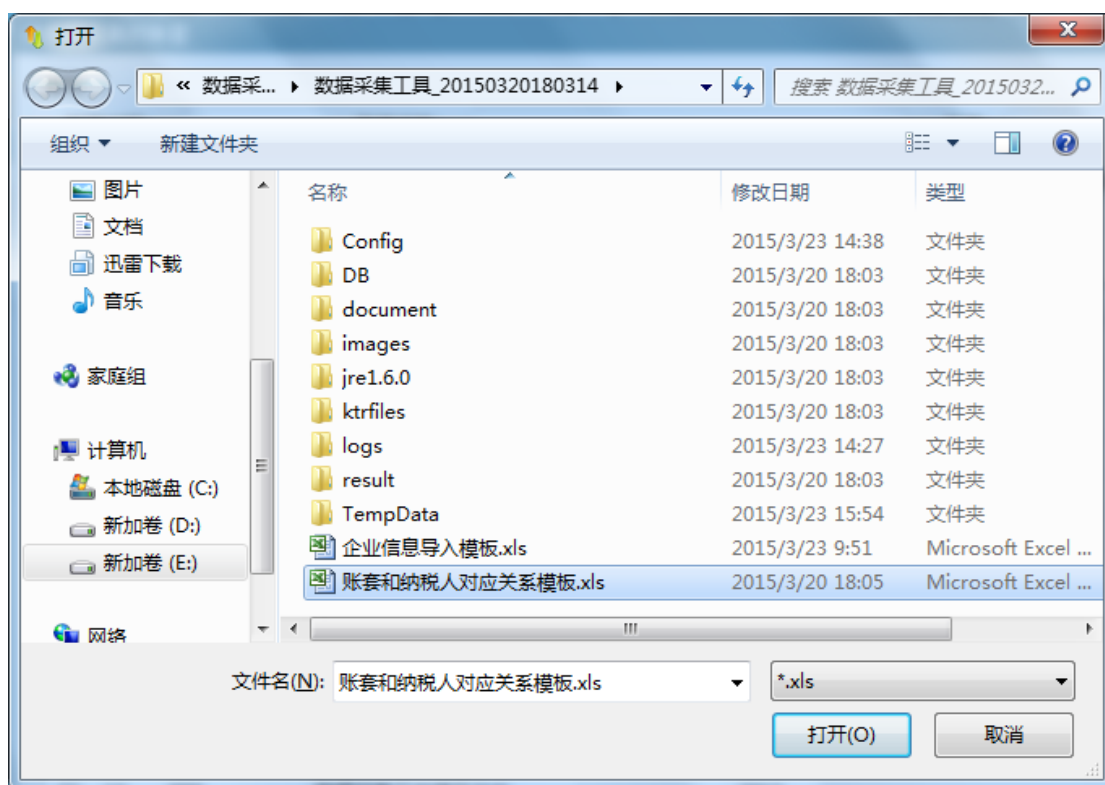 打开
« 数据采... ▸ 数据采集工具_20150320180314 ▸
搜索 数据采集工具_2015032...
组织 新建文件夹
图片
文档
迅雷下载
音乐
家庭组
计算机
本地磁盘 (C:)
新加卷 (D:)
新加卷 (E:)
网络
名称 修改日期 类型
Config 2015/3/23 14:38 文件夹
DB 2015/3/20 18:03 文件夹
document 2015/3/20 18:03 文件夹
images 2015/3/20 18:03 文件夹
jre1.6.0 2015/3/20 18:03 文件夹
ktrfiles 2015/3/20 18:03 文件夹
logs 2015/3/23 14:27 文件夹
result 2015/3/20 18:03 文件夹
TempData 2015/3/23 15:54 文件夹
企业信息导入模板.xls 2015/3/23 9:51 Microsoft Excel ...
账套和纳税人对应关系模板.xls 2015/3/20 18:05 Microsoft Excel ...
文件名(N): 账套和纳税人对应关系模板.xls *.xls
打开(O) 取消